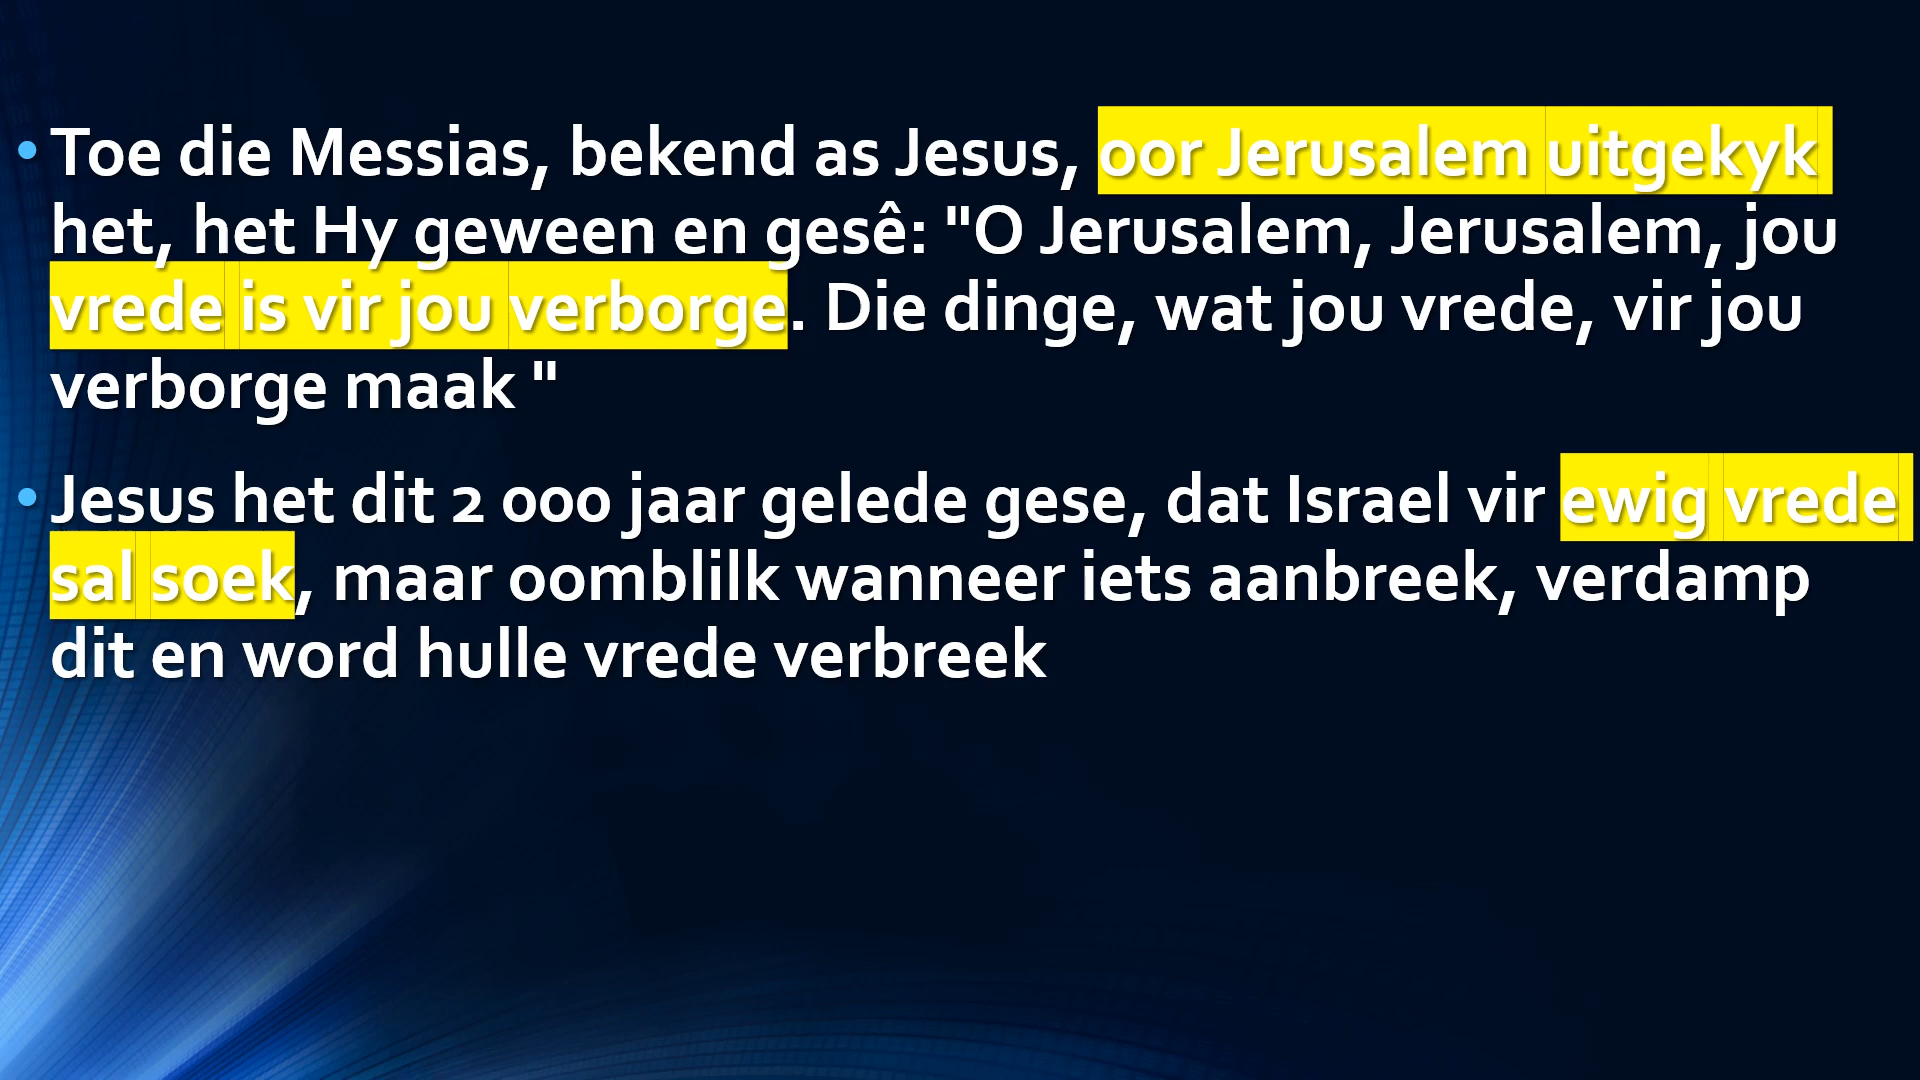 • Toe die Messias, bekend as Jesus, oor Jerusalem uitgekyk
het, het Hy geween en gesê: "O Jerusalem, Jerusalem, jou
vrede is vir jou verborge. Die dinge, wat jou vrede, vir jou
verborge maak "
• Jesus het dit 2 000 jaar gelede gese, dat Israel vir ewig vrede
sal soek, maar oomblilk wanneer iets aanbreek, verdamp
dit en word hulle vrede verbreek